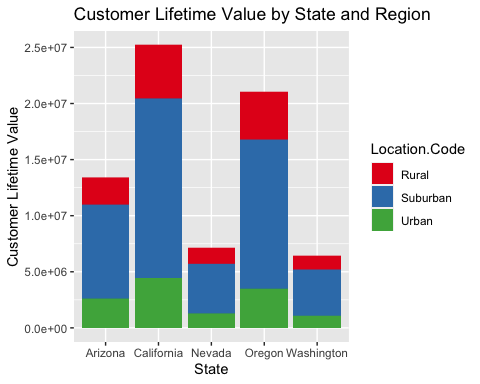 Customer Lifetime Value by State and Region
Customer Lifetime Value
2.5e+07
2.0e+07
1.5e+07
1.0e+07
5.0e+06
0.0e+00
Arizona California Nevada Oregon Washington
State
Location.Code
Rural
Suburban
Urban